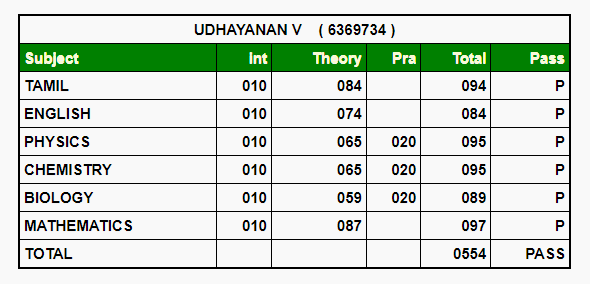 UDHAYANAN V ( 6369734 )
Subject Int Theory Pra Total Pass
TAMIL 010 084 094 P
ENGLISH 010 074 084 P
PHYSICS 010 065 020 095 P
CHEMISTRY 010 065 020 095 P
BIOLOGY 010 059 020 089 P
MATHEMATICS 010 087 097 P
TOTAL 0554 PASS